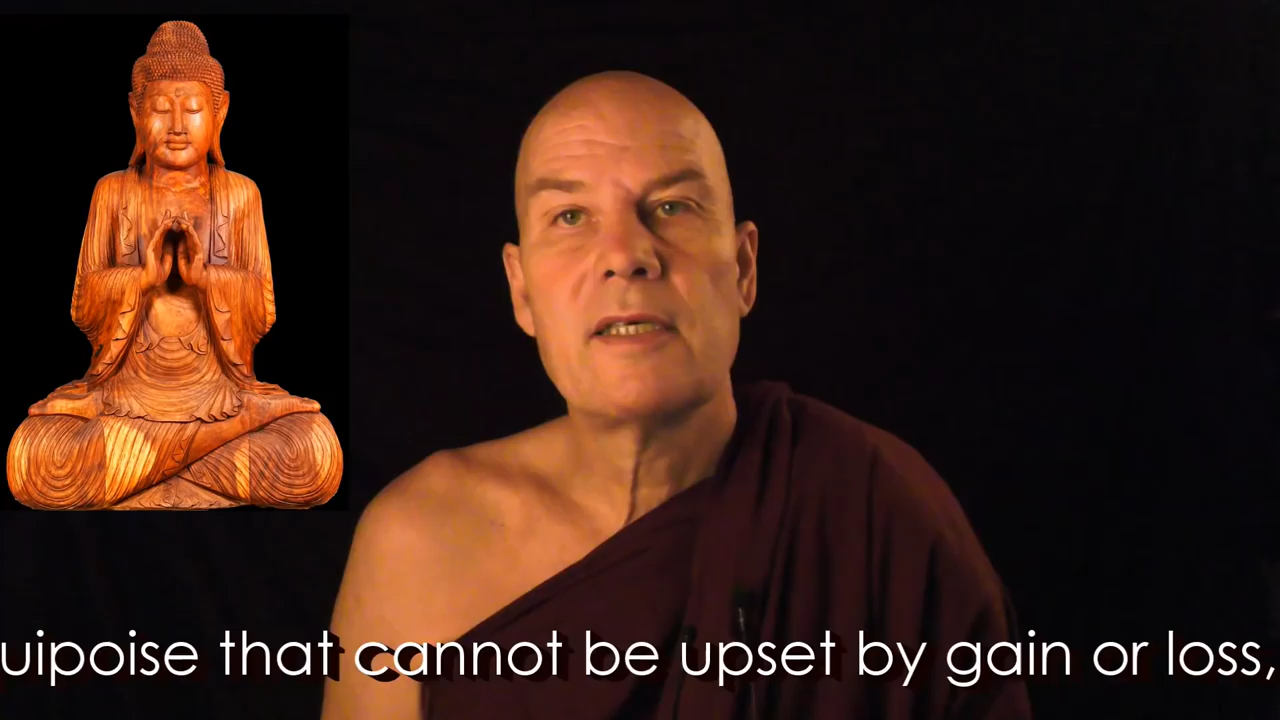 uipoise that cannot be upset by gain or loss,